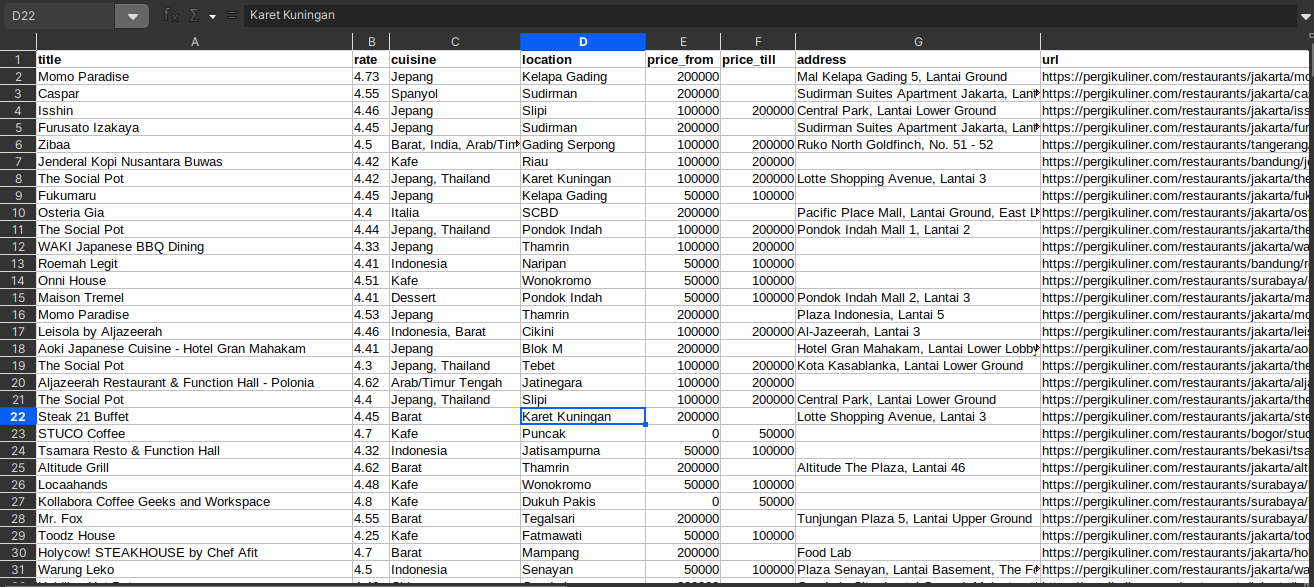 D22 fx Σ = Karet Kuningan
A B C D E F G
1 title rate cuisine location price_from price_till address url
2 Momo Paradise 4.73 Jepang Kelapa Gading 200000 Mal Kelapa Gading 5, Lantai Ground https://pergikuliner.com/restaurants/jakarta/mo
3 Caspar 4.55 Spanyol Sudirman 200000 Sudirman Suites Apartment Jakarta, Lant https://pergikuliner.com/restaurants/jakarta/ca
4 Isshin 4.46 Jepang Slipi 100000 200000 Central Park, Lantai Lower Ground https://pergikuliner.com/restaurants/jakarta/iss
5 Furusato Izakaya 4.45 Jepang Sudirman 200000 Sudirman Suites Apartment Jakarta, Lant https://pergikuliner.com/restaurants/jakarta/fur
6 Zibaa 4.5 Barat, India, Arab/Tim Gading Serpong 100000 200000 Ruko North Goldfinch, No. 51 - 52 https://pergikuliner.com/restaurants/tangerang/
7 Jenderal Kopi Nusantara Buwas 4.42 Kafe Riau 100000 200000 https://pergikuliner.com/restaurants/bandung/je
8 The Social Pot 4.42 Jepang, Thailand Karet Kuningan 100000 200000 Lotte Shopping Avenue, Lantai 3 https://pergikuliner.com/restaurants/jakarta/the
9 Fukumaru 4.45 Jepang Kelapa Gading 50000 100000 https://pergikuliner.com/restaurants/jakarta/fuk
10 Osteria Gia 4.4 Italia SCBD 200000 Pacific Place Mall, Lantai Ground, East L https://pergikuliner.com/restaurants/jakarta/ost
11 The Social Pot 4.44 Jepang, Thailand Pondok Indah 100000 200000 Pondok Indah Mall 1, Lantai 2 https://pergikuliner.com/restaurants/jakarta/the
12 WAKI Japanese BBQ Dining 4.33 Jepang Thamrin 100000 200000 https://pergikuliner.com/restaurants/jakarta/wa
13 Roemah Legit 4.41 Indonesia Naripan 50000 100000 https://pergikuliner.com/restaurants/bandung/ro
14 Onni House 4.51 Kafe Wonokromo 50000 100000 https://pergikuliner.com/restaurants/surabaya/
15 Maison Tremel 4.41 Dessert Pondok Indah 50000 100000 Pondok Indah Mall 2, Lantai 3 https://pergikuliner.com/restaurants/jakarta/ma
16 Momo Paradise 4.53 Jepang Thamrin 200000 Plaza Indonesia, Lantai 5 https://pergikuliner.com/restaurants/jakarta/mo
17 Leisola by Aljazeerah 4.46 Indonesia, Barat Cikini 100000 200000 Al-Jazeerah, Lantai 3 https://pergikuliner.com/restaurants/jakarta/leis
18 Aoki Japanese Cuisine - Hotel Gran Mahakam 4.41 Jepang Blok M 200000 Hotel Gran Mahakam, Lantai Lower Lobby https://pergikuliner.com/restaurants/jakarta/ao
19 The Social Pot 4.3 Jepang, Thailand Tebet 100000 200000 Kota Kasablanka, Lantai Lower Ground https://pergikuliner.com/restaurants/jakarta/the
20 Aljazeerah Restaurant & Function Hall - Polonia 4.62 Arab/Timur Tengah Jatinegara 100000 200000 https://pergikuliner.com/restaurants/jakarta/alja
21 The Social Pot 4.4 Jepang, Thailand Slipi 100000 200000 Central Park, Lantai Lower Ground https://pergikuliner.com/restaurants/jakarta/the
22 Steak 21 Buffet 4.45 Barat Karet Kuningan 200000 Lotte Shopping Avenue, Lantai 3 https://pergikuliner.com/restaurants/jakarta/ste
23 STUCO Coffee 4.7 Kafe Puncak 0 50000 https://pergikuliner.com/restaurants/bogor/stuc
24 Tsamara Resto & Function Hall 4.32 Indonesia Jatisampurna 50000 100000 https://pergikuliner.com/restaurants/bekasi/tsa
25 Altitude Grill 4.62 Barat Thamrin 200000 Altitude The Plaza, Lantai 46 https://pergikuliner.com/restaurants/jakarta/alt
26 Locaahands 4.48 Kafe Wonokromo 50000 100000 https://pergikuliner.com/restaurants/surabaya/
27 Kollabora Coffee Geeks and Workspace 4.8 Kafe Dukuh Pakis 0 50000 https://pergikuliner.com/restaurants/surabaya/
28 Mr. Fox 4.55 Barat Tegalsari 200000 Tunjungan Plaza 5, Lantai Upper Ground https://pergikuliner.com/restaurants/surabaya/
29 Toodz House 4.25 Kafe Fatmawati 50000 100000 https://pergikuliner.com/restaurants/jakarta/too
30 Holycow! STEAKHOUSE by Chef Afit 4.7 Barat Mampang 200000 Food Lab https://pergikuliner.com/restaurants/jakarta/ho
31 Warung Leko 4.5 Indonesia Senayan 50000 100000 Plaza Senayan, Lantai Basement, The Fo https://pergikuliner.com/restaurants/jakarta/wa